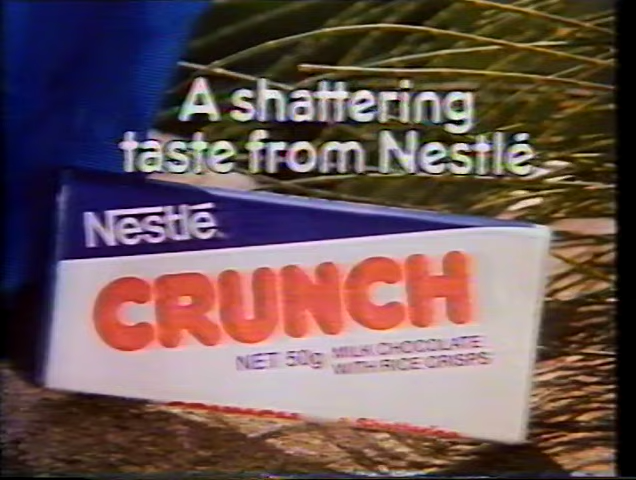 A shattering
taste from Nestlé
Nestlé
CRUNCH
NET 50g MILK CHOCOLATE
WITH RICE CRISPS